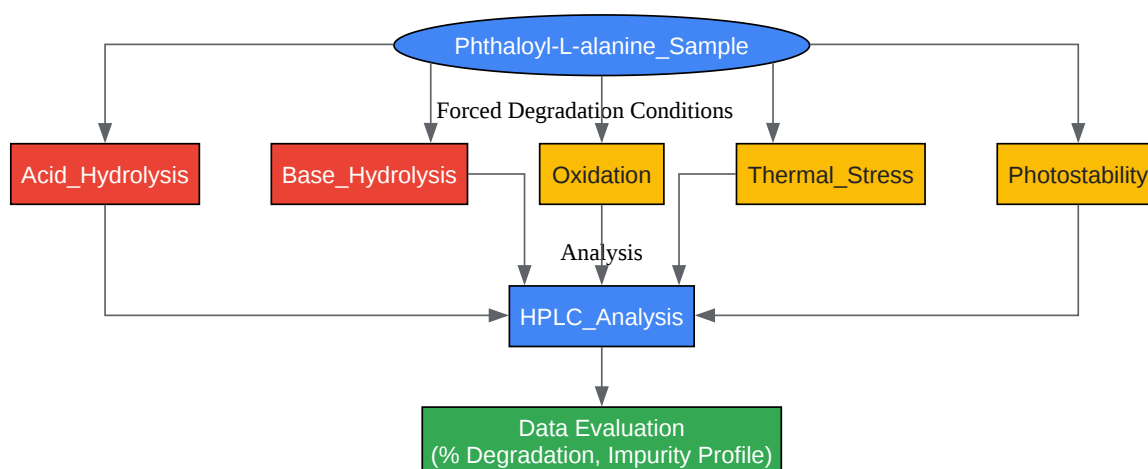 Phthaloyl-L-alanine_Sample
Forced Degradation Conditions
Acid_Hydrolysis
Base_Hydrolysis
Oxidation
Thermal_Stress
Photostability
Analysis
HPLC_Analysis
Data Evaluation
(% Degradation, Impurity Profile)